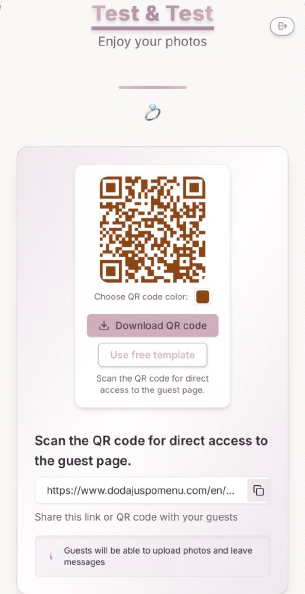 Test & Test
Enjoy your photos
Choose QR code color:
Download QR code
Use free template
Scan the QR code for direct
access to the guest page.
Scan the QR code for direct access to
the guest page.
https://www.dodajuspomenu.com/en/...
Share this link or QR code with your guests
i Guests will be able to upload photos and leave
messages